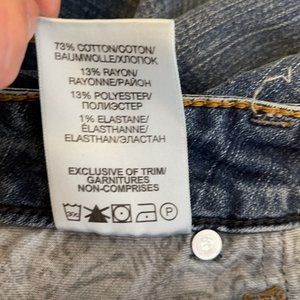 73% COTTON/COTON/
BAUMWOLLE/ХЛОПОК
13% RAYON/
RAYONNE/РАЙОН
13% POLYESTER/
ПОЛИЭСТЕР
1% ELASTANE/
ÉLASTHANNE/
ELASTHAN/ЭЛАСТАН
EXCLUSIVE OF TRIM/
GARNITURES
NON-COMPRISES
P